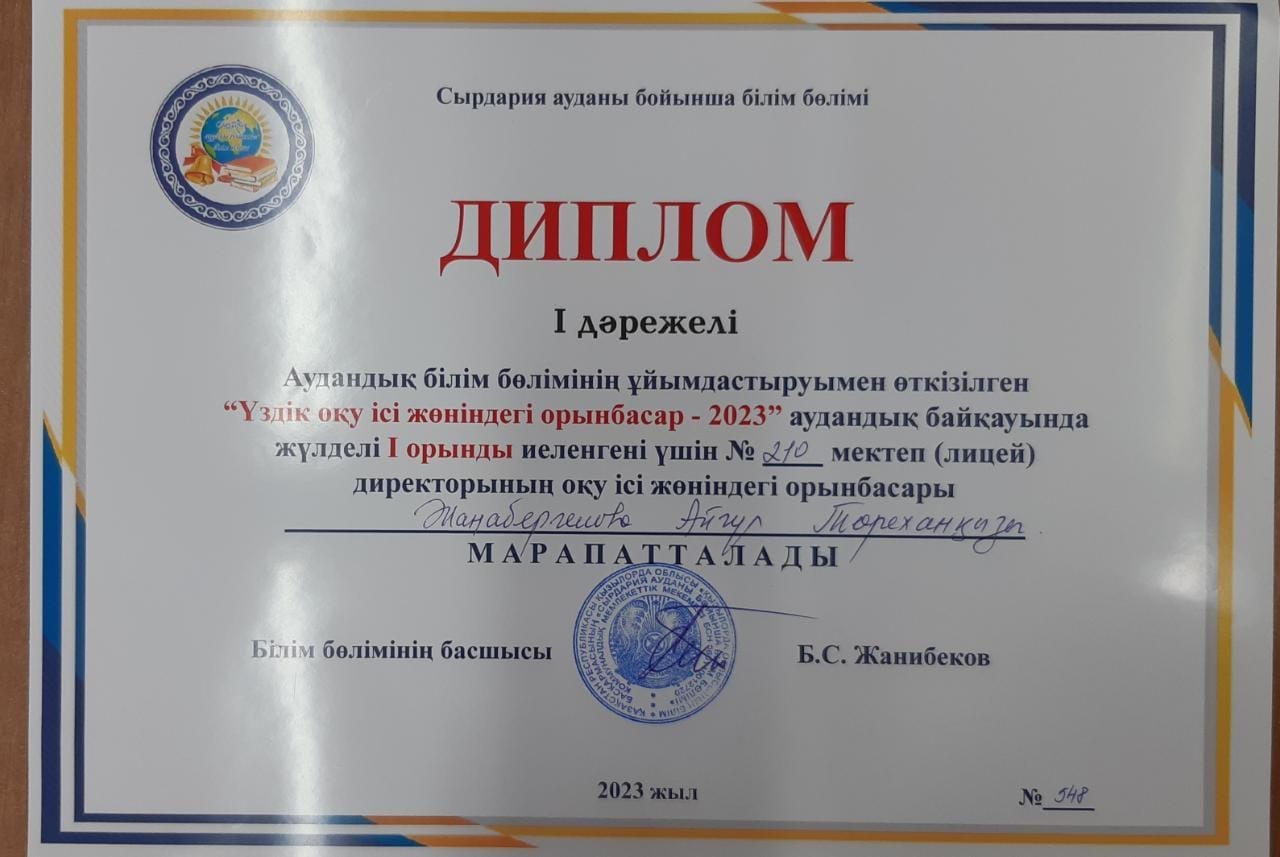 Сырдария ауданы бойынша білім бөлімі
ДИПЛОМ
І дәрежелі
Аудандық білім бөлімінің ұйымдастыруымен өткізілген
“Үздік оқу ісі жөніндегі орынбасар - 2023” аудандық байқауында
жүлделі І орынды иеленгені үшін № 210 мектеп (лицей)
директорының оқу ісі жөніндегі орынбасары
Жаңабергенова Айгүл Төреханқызы
МАРАПАТТАЛАДЫ
Білім бөлімінің басшысы
Б.С. Жанибеков
2023 жыл
№ 548